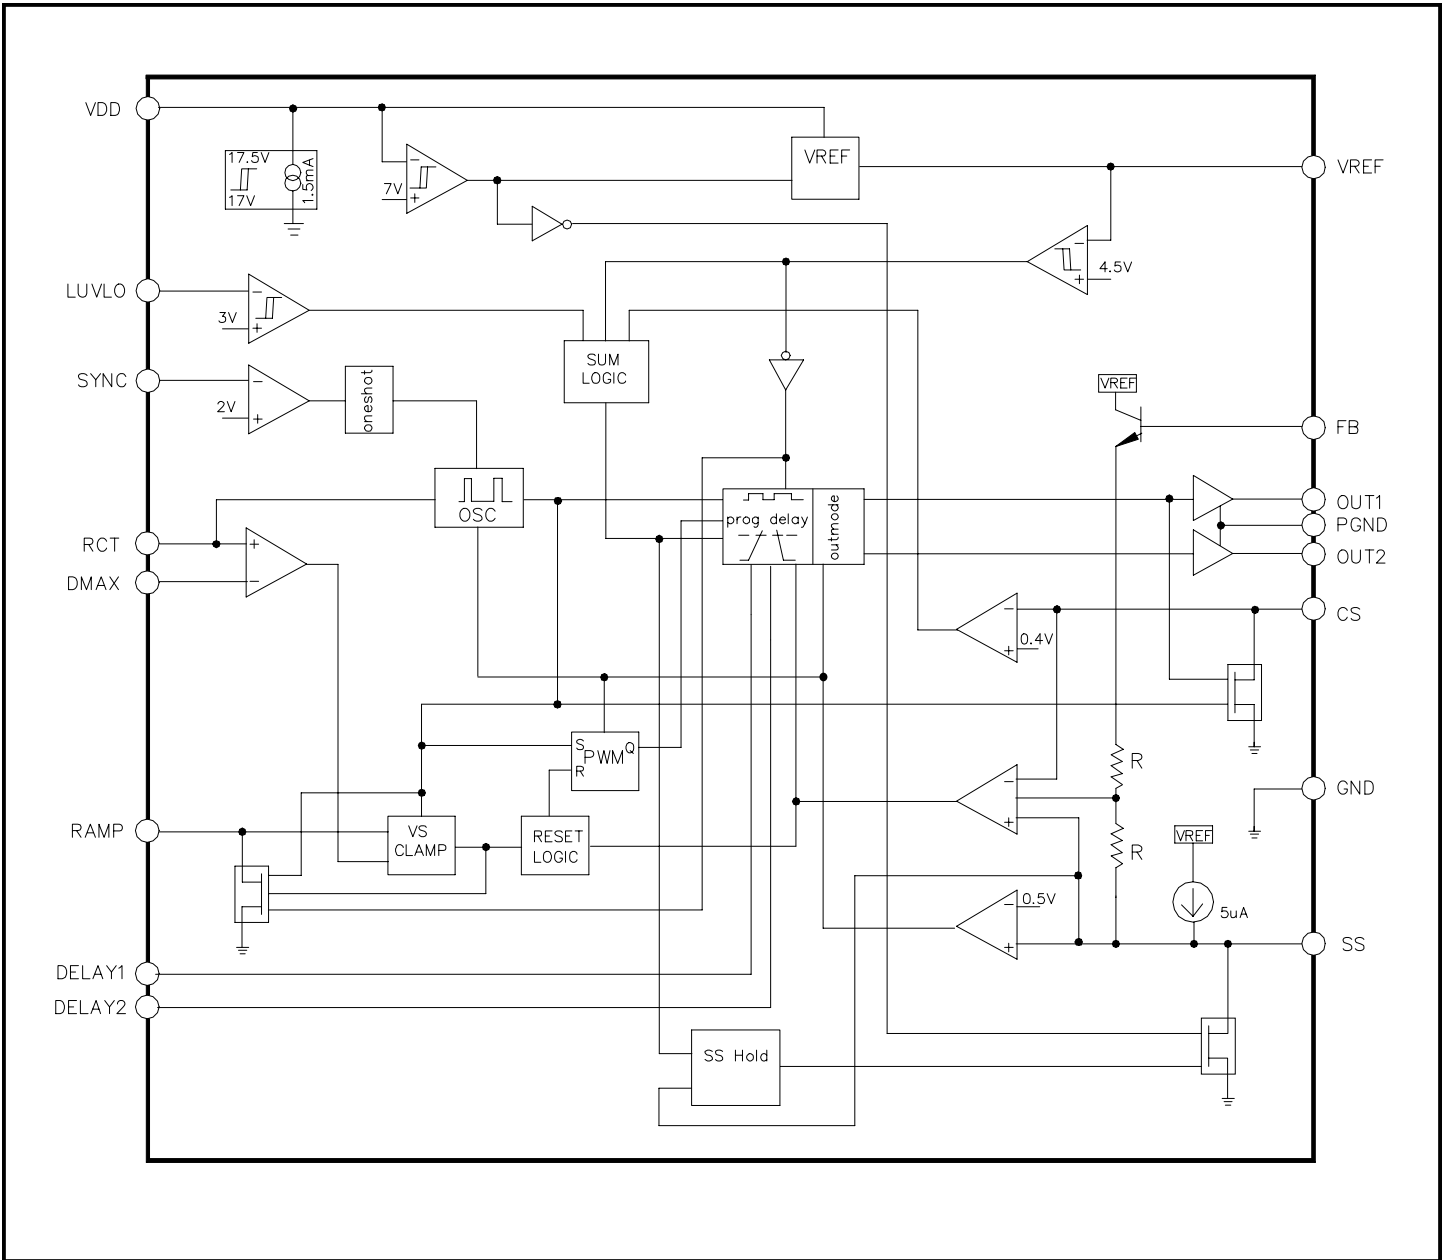 VDD
17.5V
17V
1.5mA
-
7V
+
VREF
VREF
-
4.5V
+
LUVLO
-
3V
+
SUM
LOGIC
SYNC
-
2V
+
oneshot
VREF
FB
OSC
prog delay
outmode
OUT1
PGND
OUT2
RCT
+
DMAX
-
CS
-
0.4V
+
S
PWM
Q
R
R
-
+
GND
RAMP
VS
CLAMP
RESET
LOGIC
VREF
R
-
0.5V
5uA
+
SS
DELAY1
DELAY2
SS Hold